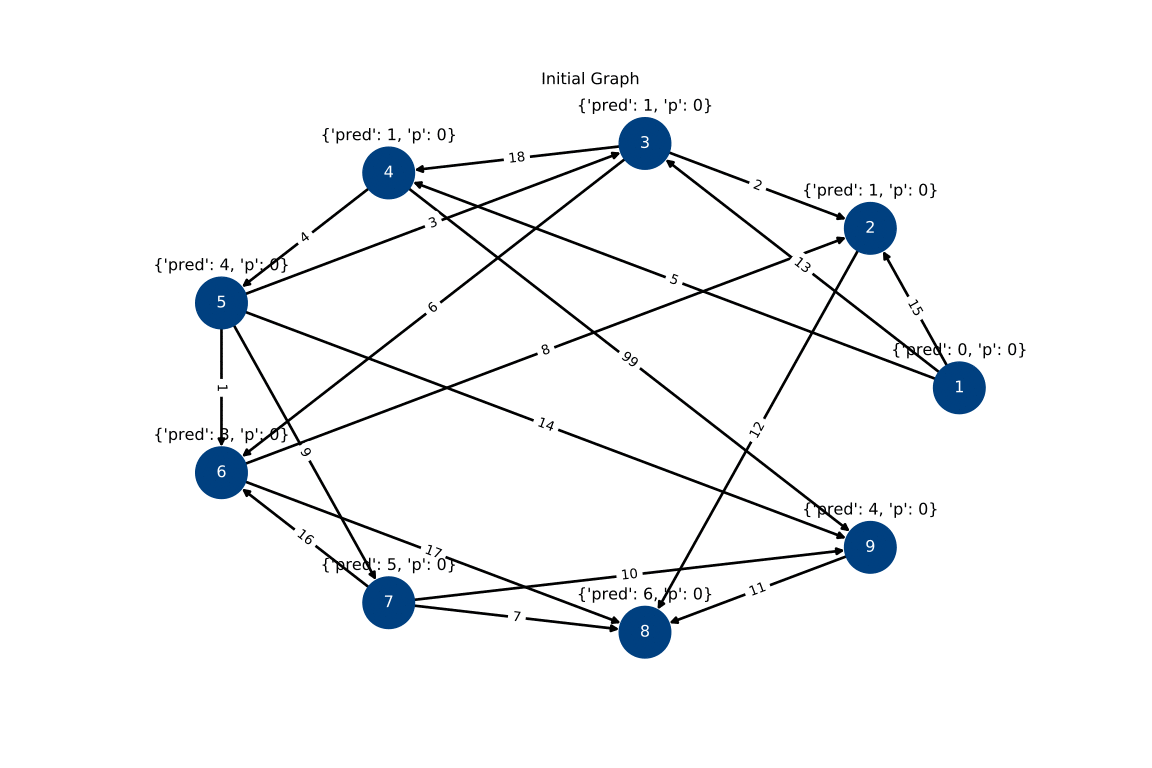 Initial Graph
{'pred': 1, 'p': 0}
3
{'pred': 1, 'p': 0}
4
18
2
{'pred': 1, 'p': 0}
2
3
4
{'pred': 4, 'p': 0}
5
13
5
6
15
8
99
{'pred': 0, 'p': 0}
1
1
14
12
{'pred': 3, 'p': 0}
6
9
{'pred': 4, 'p': 0}
9
16
17
{'pred': 5, 'p': 0}
7
10
11
{'pred': 6, 'p': 0}
8
7